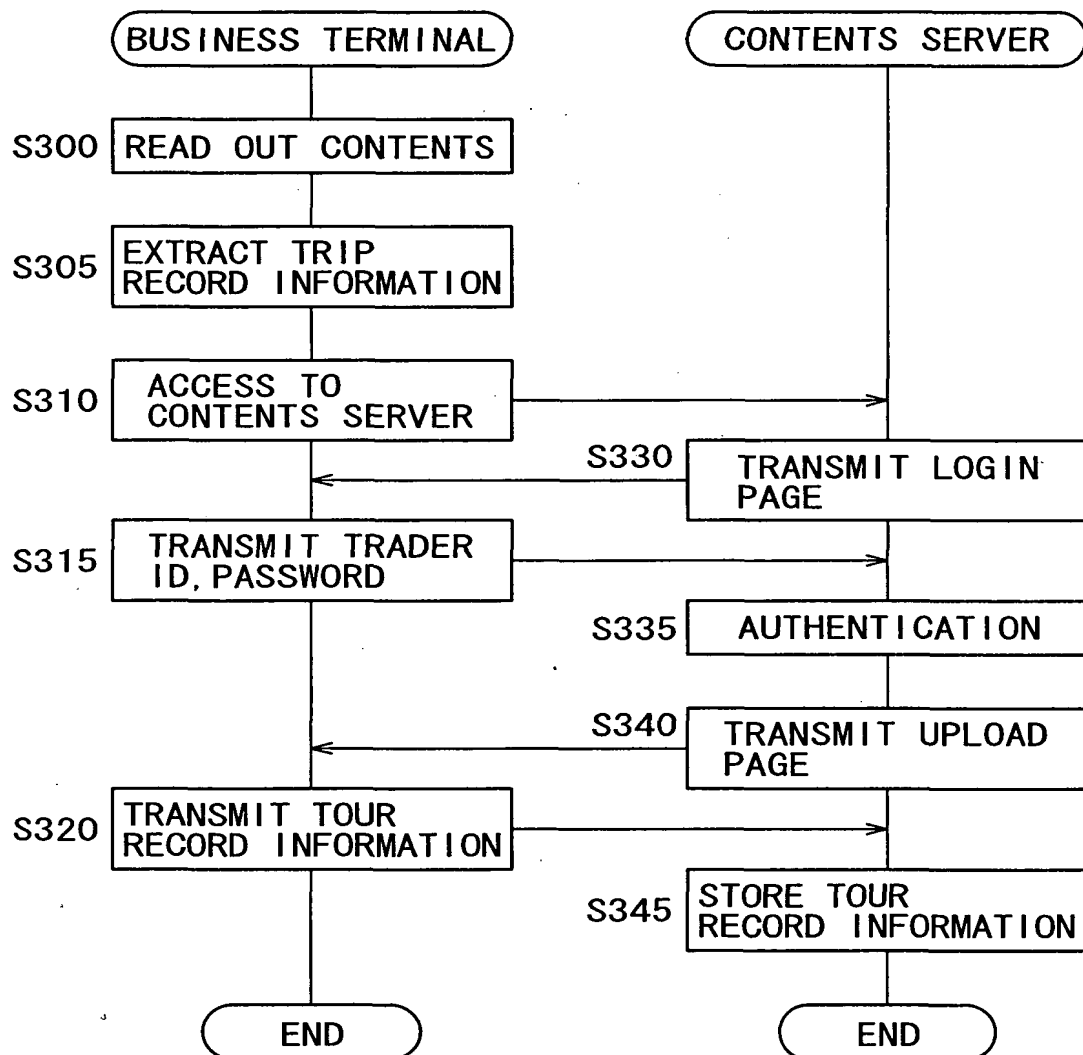 BUSINESS TERMINAL
CONTENTS SERVER
S300
READ OUT CONTENTS
S305
EXTRACT TRIP
RECORD INFORMATION
S310
ACCESS TO
CONTENTS SERVER
S330
TRANSMIT LOGIN
PAGE
S315
TRANSMIT TRADER
ID, PASSWORD
S335
AUTHENTICATION
S340
TRANSMIT UPLOAD
PAGE
S320
TRANSMIT TOUR
RECORD INFORMATION
S345
STORE TOUR
RECORD INFORMATION
END
END